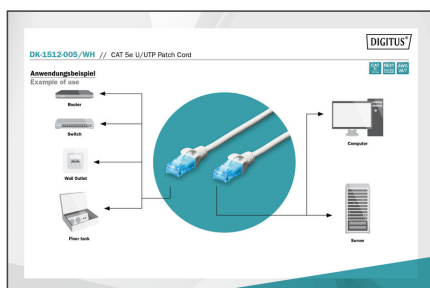 DIGITUS®
DK-1512-005/WH // CAT 5e U/UTP Patch Cord
Anwendungsbeispiel
Example of use
Router
Switch
Wall Outlet
Floor tank
Computer
Server